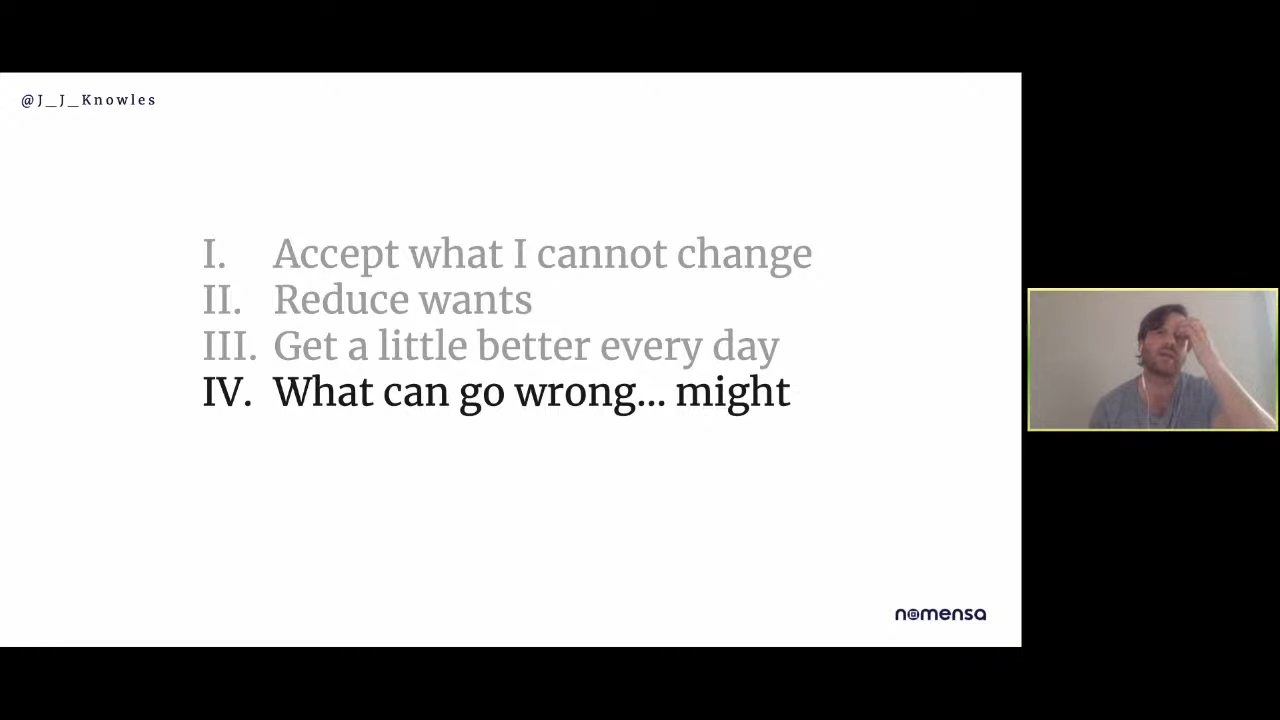 @J_J_Knowles
I. Accept what I cannot change
II. Reduce wants
III. Get a little better every day
IV. What can go wrong... might
nomensa